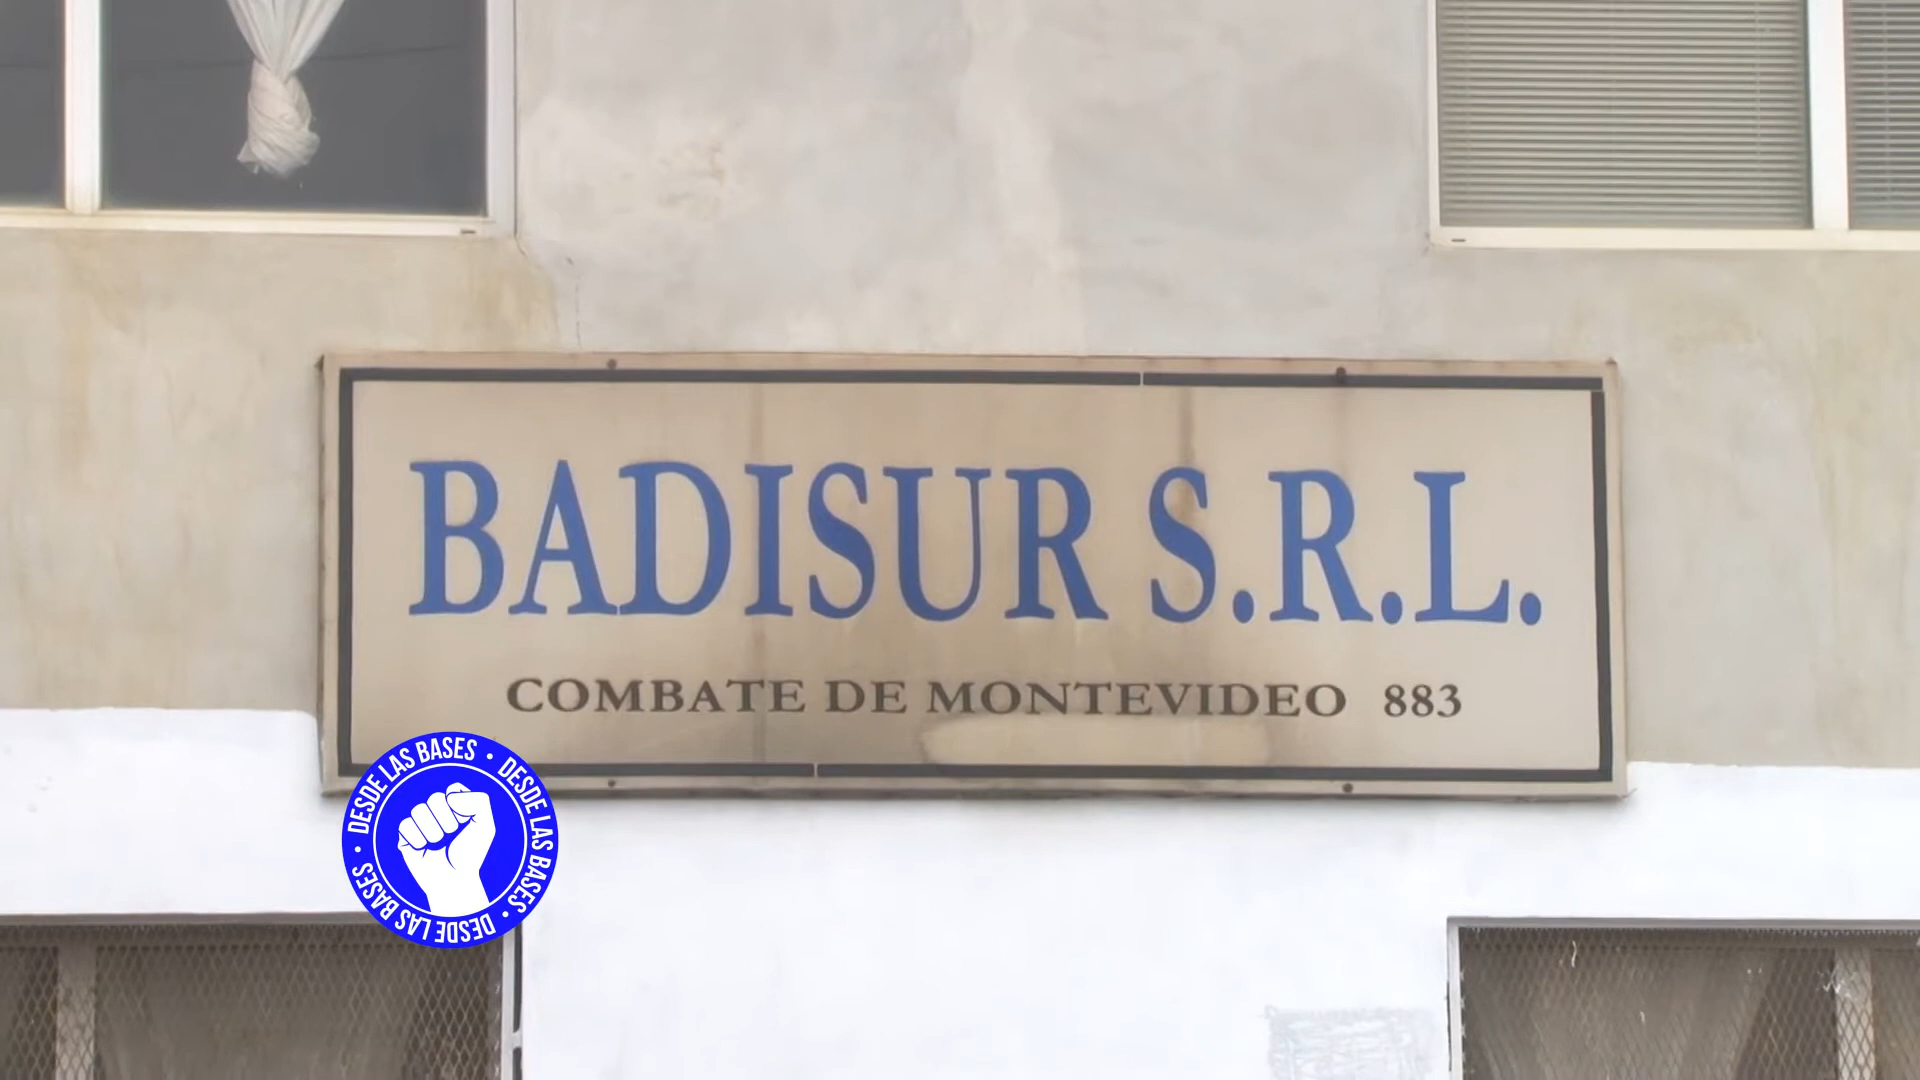 BADISUR S.R.L.
COMBATE DE MONTEVIDEO 883
DESDE LAS BASES • DESDE LAS BASES • DESDE LAS BASES •